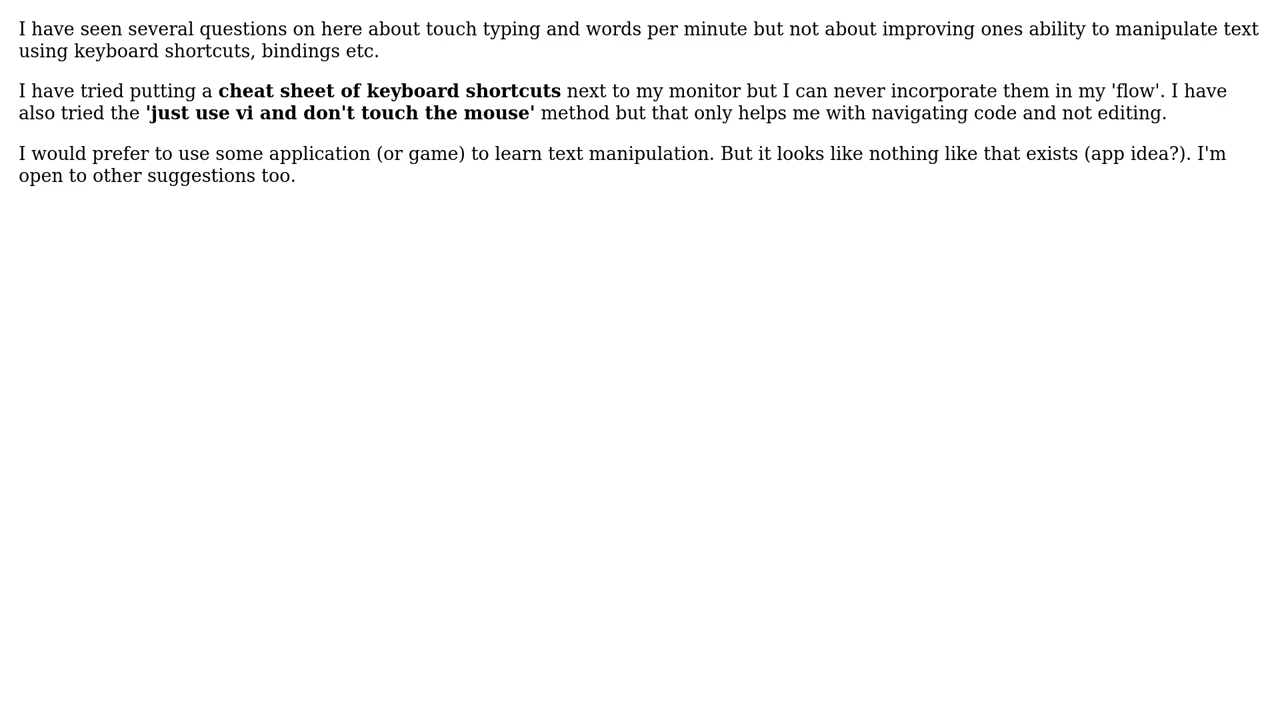 I have seen several questions on here about touch typing and words per minute but not about improving ones ability to manipulate text
using keyboard shortcuts, bindings etc.
I have tried putting a cheat sheet of keyboard shortcuts next to my monitor but I can never incorporate them in my 'flow'. I have
also tried the 'just use vi and don't touch the mouse' method but that only helps me with navigating code and not editing.
I would prefer to use some application (or game) to learn text manipulation. But it looks like nothing like that exists (app idea?). I'm
open to other suggestions too.